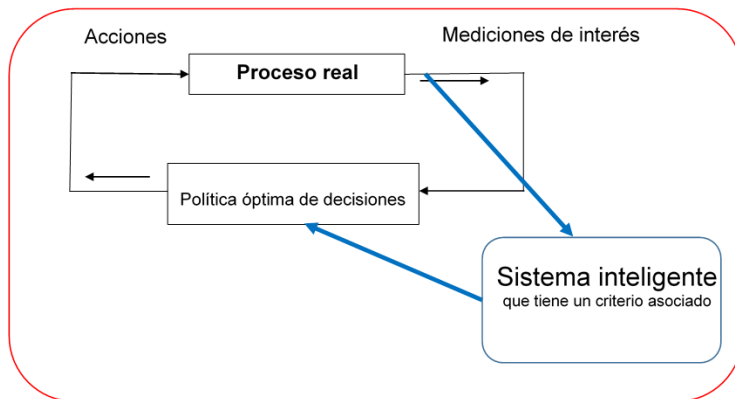 Acciones
Mediciones de interés
Proceso real
Política óptima de decisiones
Sistema inteligente
que tiene un criterio asociado